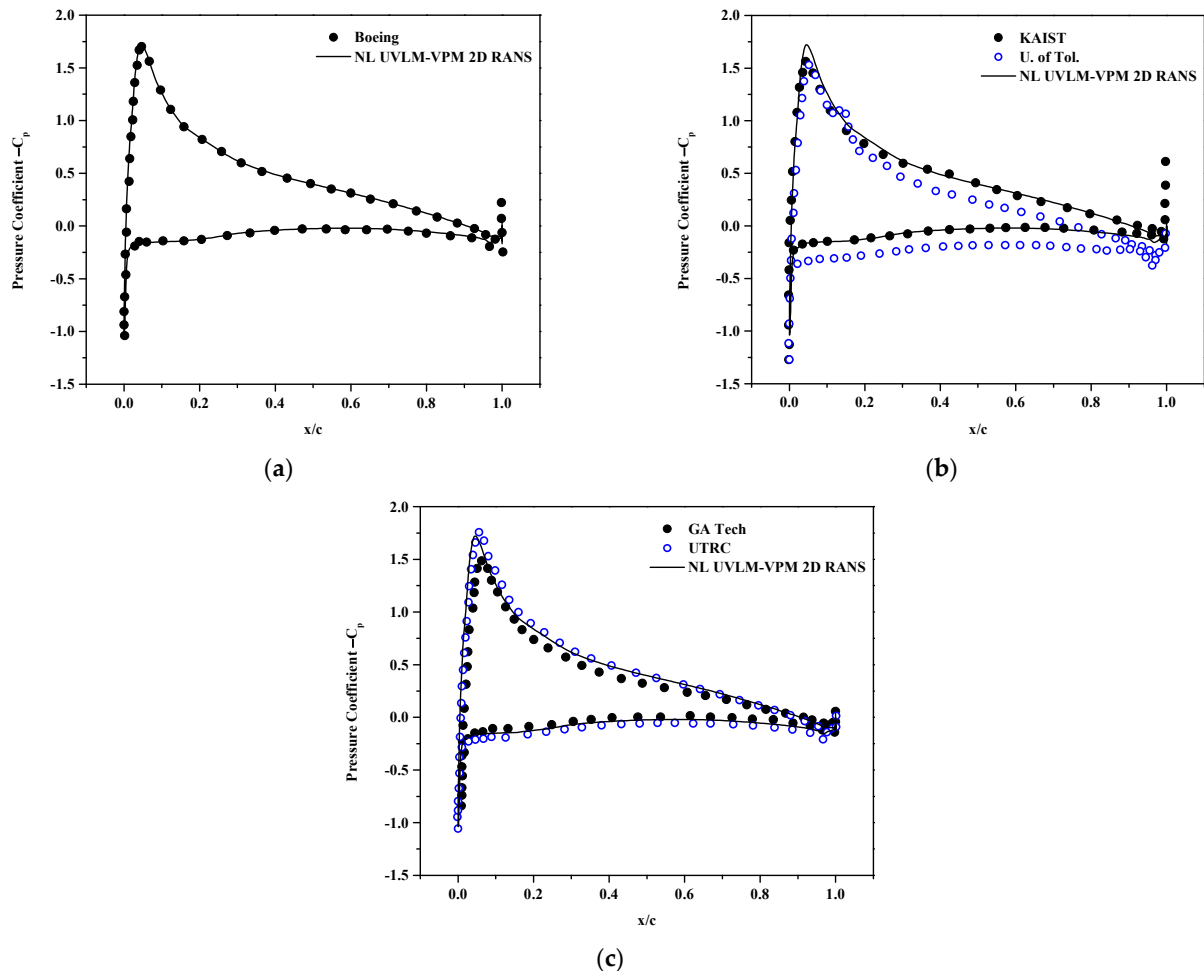 2.0
1.5
1.0
0.5
0.0
-0.5
-1.0
-1.5
Pressure Coefficient –Cp
Boeing
NL UVLM-VPM 2D RANS
0.0 0.2 0.4 0.6 0.8 1.0
x/c
(a)
2.0
1.5
1.0
0.5
0.0
-0.5
-1.0
-1.5
Pressure Coefficient –Cp
KAIST
U. of Tol.
NL UVLM-VPM 2D RANS
0.0 0.2 0.4 0.6 0.8 1.0
x/c
(b)
2.0
1.5
1.0
0.5
0.0
-0.5
-1.0
-1.5
Pressure Coefficient –Cp
GA Tech
UTRC
NL UVLM-VPM 2D RANS
0.0 0.2 0.4 0.6 0.8 1.0
x/c
(c)